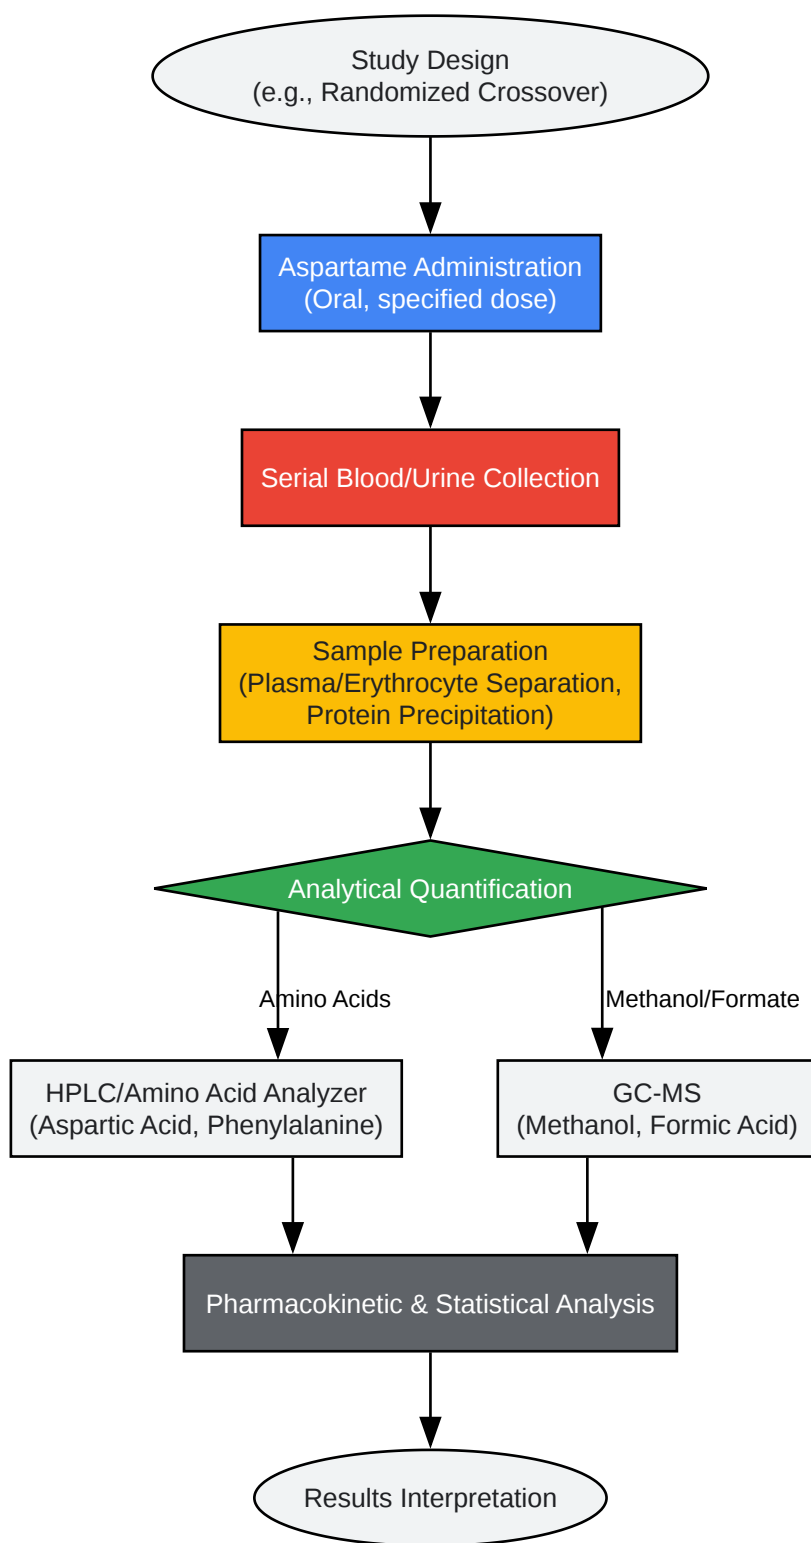 Study Design
(e.g., Randomized Crossover)
Aspartame Administration
(Oral, specified dose)
Serial Blood/Urine Collection
Sample Preparation
(Plasma/Erythrocyte Separation,
Protein Precipitation)
Analytical Quantification
Amino Acids
Methanol/Formate
HPLC/Amino Acid Analyzer
(Aspartic Acid, Phenylalanine)
GC-MS
(Methanol, Formic Acid)
Pharmacokinetic & Statistical Analysis
Results Interpretation